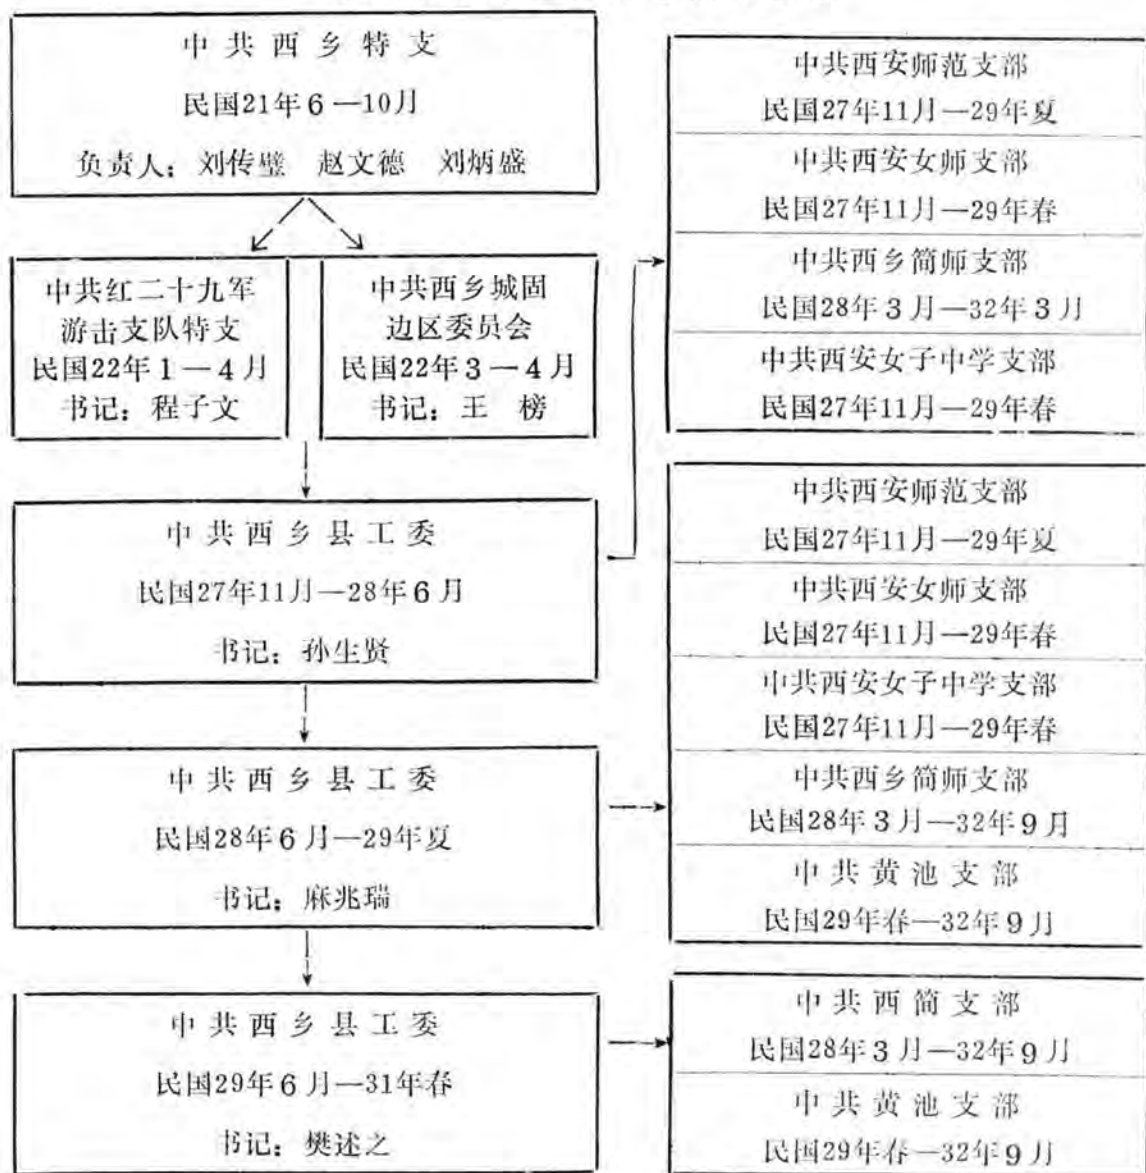 中共西乡特支
民国21年6—10月
负责人：刘传璧 赵文德 刘炳盛
中共红二十九军
游击支队特支
民国22年1—4月
书记：程子文
中共西乡城固
边区委员会
民国22年3—4月
书记：王 榜
中共西乡县工委
民国27年11月—28年6月
书记：孙生贤
中共西乡县工委
民国28年6月—29年夏
书记：麻兆瑞
中共西乡县工委
民国29年6月—31年春
书记：樊述之
中共西安师范支部
民国27年11月—29年夏
中共西安女师支部
民国27年11月—29年春
中共西乡简师支部
民国28年3月—32年3月
中共西安女子中学支部
民国27年11月—29年春
中共西安师范支部
民国27年11月—29年夏
中共西安女师支部
民国27年11月—29年春
中共西安女子中学支部
民国27年11月—29年春
中共西乡简师支部
民国28年3月—32年9月
中共黄池支部
民国29年春—32年9月
中共西简支部
民国28年3月—32年9月
中共黄池支部
民国29年春—32年9月